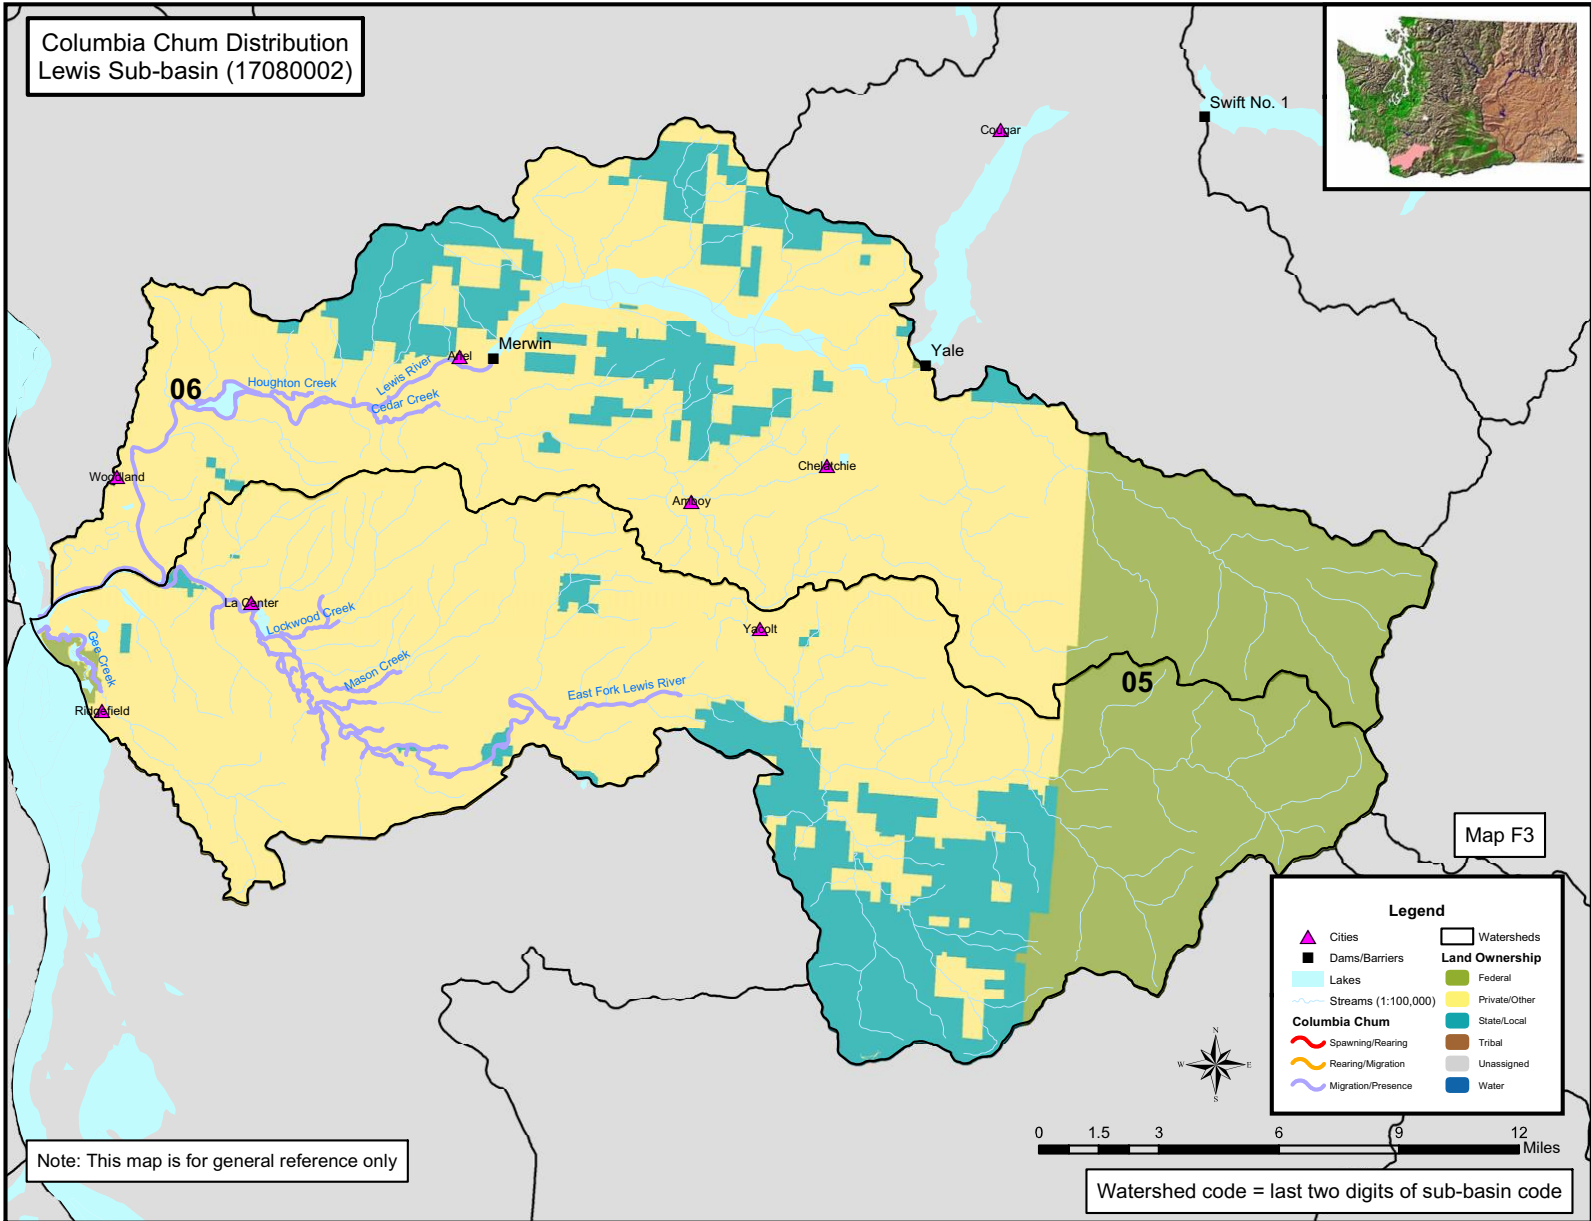 Columbia Chum Distribution
Lewis Sub-basin (17080002)
Swift No. 1
Cougar
Merwin
Ariel
Yale
Lewis River
Houghton Creek
Cedar Creek
06
Woodland
Chelatchie
Amboy
La Center
Lockwood Creek
Yacolt
Gee Creek
Mason Creek
East Fork Lewis River
05
Ridgefield
Map F3
Legend
Cities
Dams/Barriers
Lakes
Streams (1:100,000)
Columbia Chum
Spawning/Rearing
Rearing/Migration
Migration/Presence
Watersheds
Land Ownership
Federal
Private/Other
State/Local
Tribal
Unassigned
Water
N
W E
S
0 1.5 3 6 9 12
Miles
Note: This map is for general reference only
Watershed code = last two digits of sub-basin code